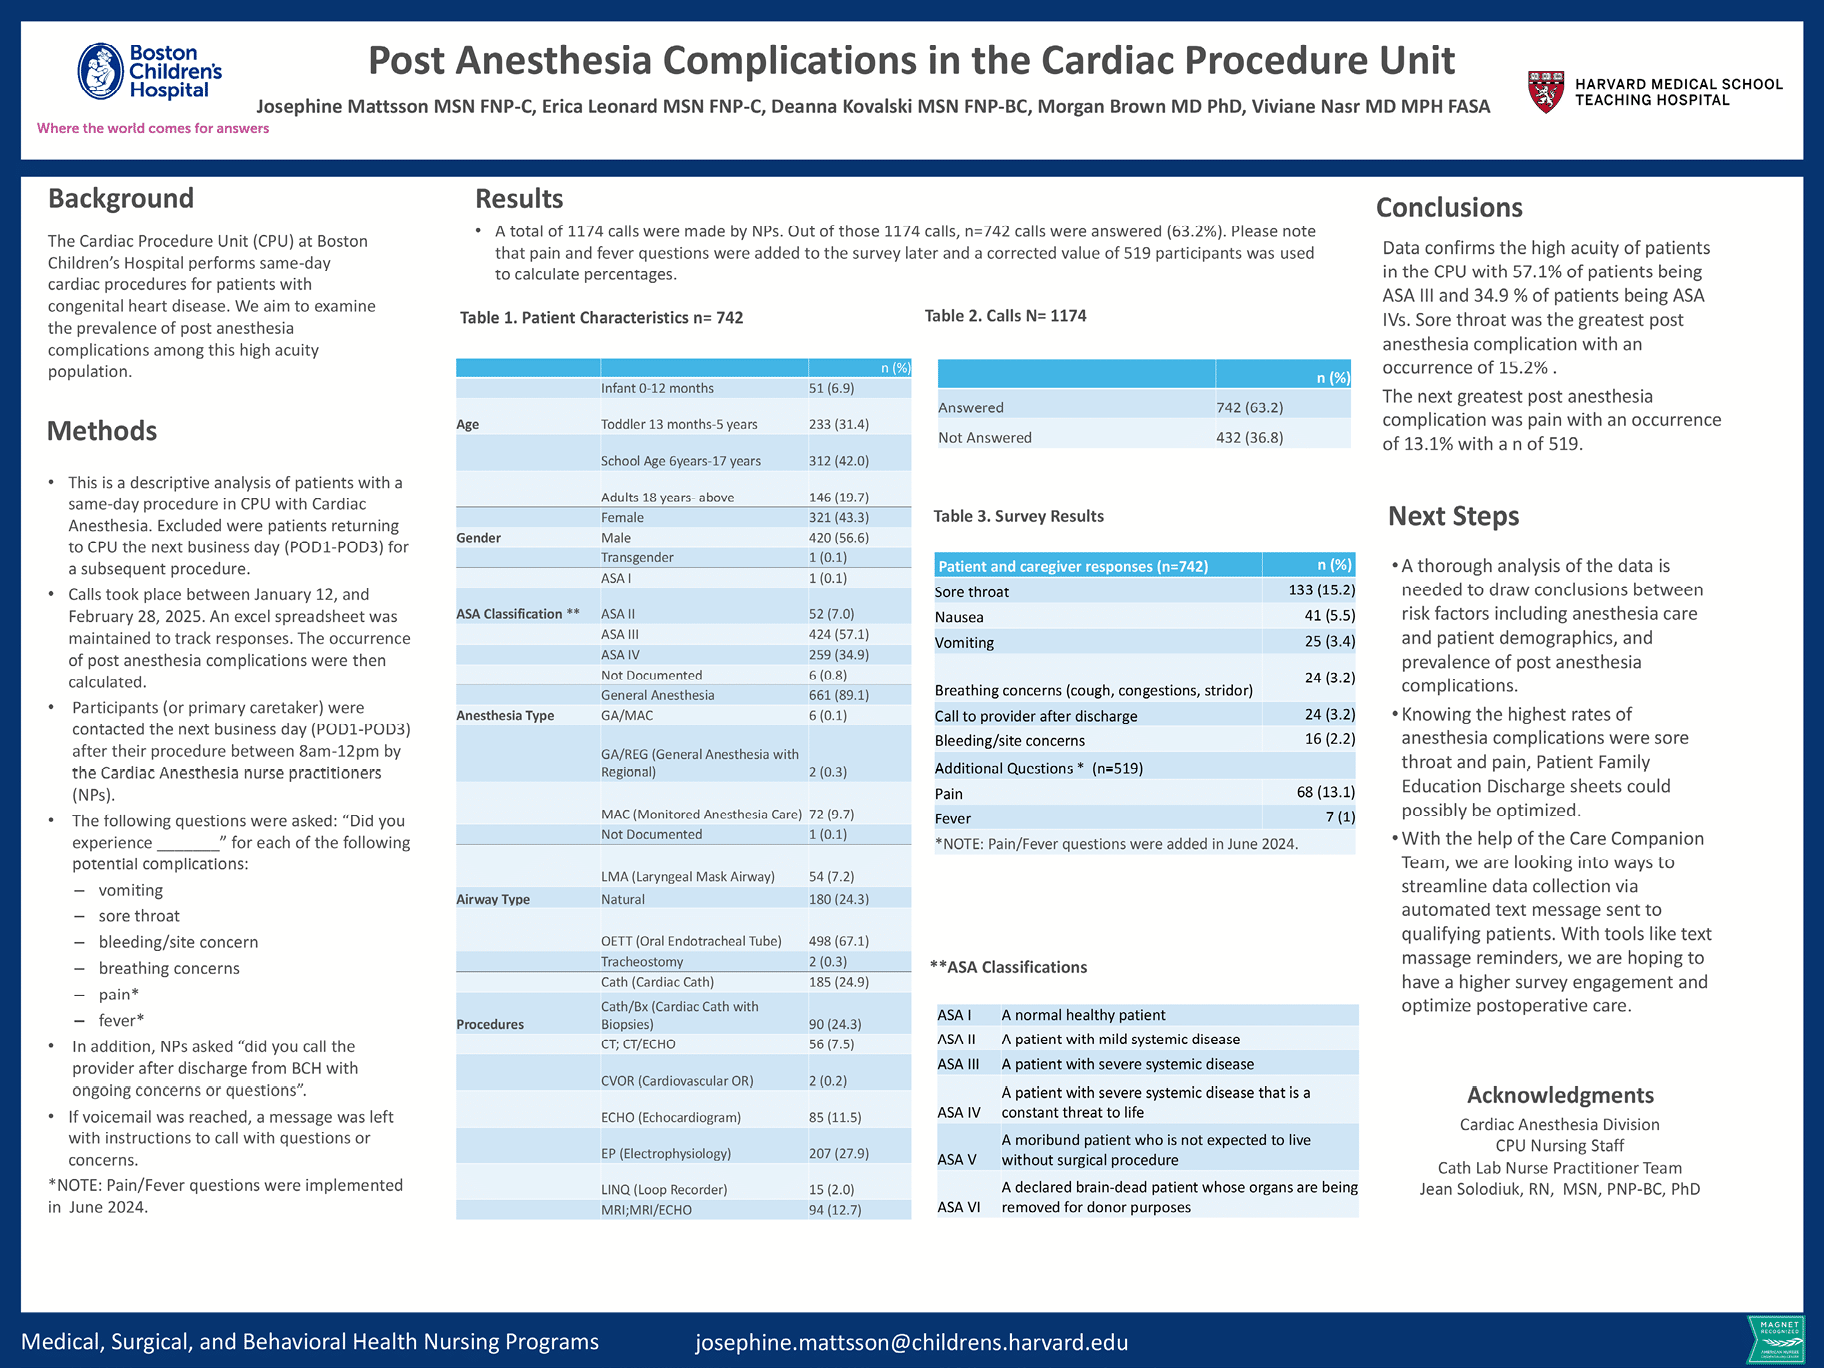 Boston
Children's
Hospital
Where the world comes for answers
Post Anesthesia Complications in the Cardiac Procedure Unit
Josephine Mattsson MSN FNP-C, Erica Leonard MSN FNP-C, Deanna Kovalski MSN FNP-BC, Morgan Brown MD PhD, Viviane Nasr MD MPH FASA
HARVARD MEDICAL SCHOOL
TEACHING HOSPITAL
Background
The Cardiac Procedure Unit (CPU) at Boston
Children's Hospital performs same-day
cardiac procedures for patients with
congenital heart disease. We aim to examine
the prevalence of post anesthesia
complications among this high acuity
population.
Methods
• This is a descriptive analysis of patients with a
same-day procedure in CPU with Cardiac
Anesthesia. Excluded were patients returning
to CPU the next business day (POD1-POD3) for
a subsequent procedure.
• Calls took place between January 12, and
February 28, 2025. An excel spreadsheet was
maintained to track responses. The occurrence
of post anesthesia complications were then
calculated.
• Participants (or primary caretaker) were
contacted the next business day (POD1-POD3)
after their procedure between 8am-12pm by
the Cardiac Anesthesia nurse practitioners
(NPs).
• The following questions were asked: “Did you
experience _______” for each of the following
potential complications:
– vomiting
– sore throat
– bleeding/site concern
– breathing concerns
– pain*
– fever*
• In addition, NPs asked “did you call the
provider after discharge from BCH with
ongoing concerns or questions”.
• If voicemail was reached, a message was left
with instructions to call with questions or
concerns.
*NOTE: Pain/Fever questions were implemented
in June 2024.
Results
• A total of 1174 calls were made by NPs. Out of those 1174 calls, n=742 calls were answered (63.2%). Please note
that pain and fever questions were added to the survey later and a corrected value of 519 participants was used
to calculate percentages.
Table 1. Patient Characteristics n= 742
n (%)
Infant 0-12 months 51 (6.9)
Age Toddler 13 months-5 years 233 (31.4)
School Age 6years-17 years 312 (42.0)
Adults 18 years- above 146 (19.7)
Female 321 (43.3)
Gender Male 420 (56.6)
Transgender 1 (0.1)
ASA I 1 (0.1)
ASA Classification ** ASA II 52 (7.0)
ASA III 424 (57.1)
ASA IV 259 (34.9)
Not Documented 6 (0.8)
General Anesthesia 661 (89.1)
Anesthesia Type GA/MAC 6 (0.1)
GA/REG (General Anesthesia with
Regional) 2 (0.3)
MAC (Monitored Anesthesia Care) 72 (9.7)
Not Documented 1 (0.1)
LMA (Laryngeal Mask Airway) 54 (7.2)
Airway Type Natural 180 (24.3)
OETT (Oral Endotracheal Tube) 498 (67.1)
Tracheostomy 2 (0.3)
Cath (Cardiac Cath) 185 (24.9)
Cath/Bx (Cardiac Cath with
Procedures Biopsies) 90 (24.3)
CT; CT/ECHO 56 (7.5)
CVOR (Cardiovascular OR) 2 (0.2)
ECHO (Echocardiogram) 85 (11.5)
EP (Electrophysiology) 207 (27.9)
LINQ (Loop Recorder) 15 (2.0)
MRI;MRI/ECHO 94 (12.7)
Table 2. Calls N= 1174
n (%)
Answered 742 (63.2)
Not Answered 432 (36.8)
Table 3. Survey Results
Patient and caregiver responses (n=742) n (%)
Sore throat 133 (15.2)
Nausea 41 (5.5)
Vomiting 25 (3.4)
Breathing concerns (cough, congestions, stridor) 24 (3.2)
Call to provider after discharge 24 (3.2)
Bleeding/site concerns 16 (2.2)
Additional Questions * (n=519)
Pain 68 (13.1)
Fever 7 (1)
*NOTE: Pain/Fever questions were added in June 2024.
**ASA Classifications
ASA I A normal healthy patient
ASA II A patient with mild systemic disease
ASA III A patient with severe systemic disease
A patient with severe systemic disease that is a
ASA IV constant threat to life
A moribund patient who is not expected to live
ASA V without surgical procedure
A declared brain-dead patient whose organs are being
ASA VI removed for donor purposes
Conclusions
Data confirms the high acuity of patients
in the CPU with 57.1% of patients being
ASA III and 34.9 % of patients being ASA
IVs. Sore throat was the greatest post
anesthesia complication with an
occurrence of 15.2% .
The next greatest post anesthesia
complication was pain with an occurrence
of 13.1% with a n of 519.
Next Steps
• A thorough analysis of the data is
needed to draw conclusions between
risk factors including anesthesia care
and patient demographics, and
prevalence of post anesthesia
complications.
• Knowing the highest rates of
anesthesia complications were sore
throat and pain, Patient Family
Education Discharge sheets could
possibly be optimized.
• With the help of the Care Companion
Team, we are looking into ways to
streamline data collection via
automated text message sent to
qualifying patients. With tools like text
massage reminders, we are hoping to
have a higher survey engagement and
optimize postoperative care.
Acknowledgments
Cardiac Anesthesia Division
CPU Nursing Staff
Cath Lab Nurse Practitioner Team
Jean Solodiuk, RN, MSN, PNP-BC, PhD
Medical, Surgical, and Behavioral Health Nursing Programs
josephine.mattsson@childrens.harvard.edu
MAGNET
RECOGNIZED
AMERICAN NURSES